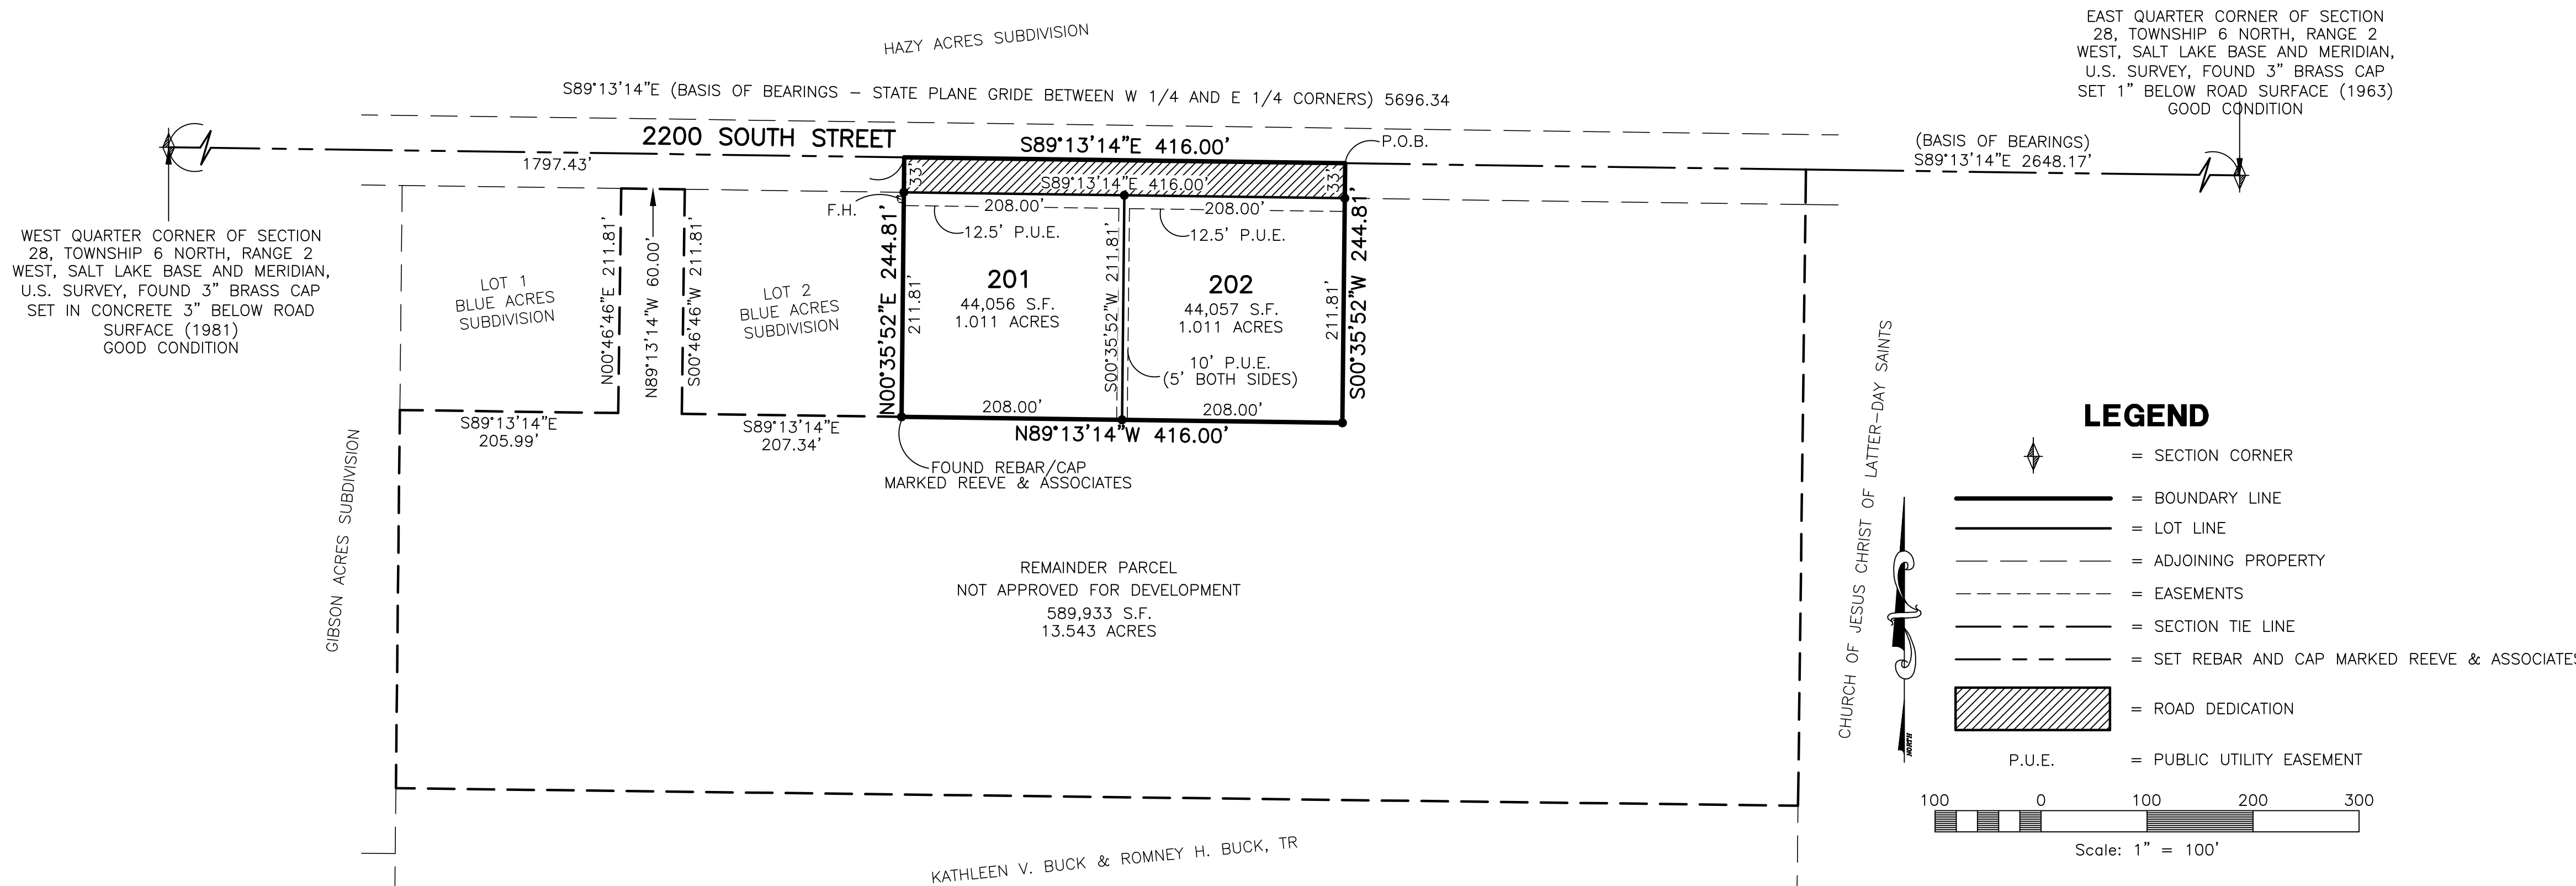 HAZY ACRES SUBDIVISION
S89°13'14"E (BASIS OF BEARINGS – STATE PLANE GRIDE BETWEEN W 1/4 AND E 1/4 CORNERS) 5696.34
EAST QUARTER CORNER OF SECTION
28, TOWNSHIP 6 NORTH, RANGE 2
WEST, SALT LAKE BASE AND MERIDIAN,
U.S. SURVEY, FOUND 3" BRASS CAP
SET 1" BELOW ROAD SURFACE (1963)
GOOD CONDITION
2200 SOUTH STREET
S89°13'14"E 416.00'
P.O.B.
(BASIS OF BEARINGS)
S89°13'14"E 2648.17'
1797.43'
33'
S89°13'14"E 416.00'
33'
F.H.
208.00'
208.00'
12.5' P.U.E.
12.5' P.U.E.
WEST QUARTER CORNER OF SECTION
28, TOWNSHIP 6 NORTH, RANGE 2
WEST, SALT LAKE BASE AND MERIDIAN,
U.S. SURVEY, FOUND 3" BRASS CAP
SET IN CONCRETE 3" BELOW ROAD
SURFACE (1981)
GOOD CONDITION
LOT 1
BLUE ACRES
SUBDIVISION
N00°46'46"E 211.81'
N89°13'14"W 60.00'
S00°46'46"W 211.81'
LOT 2
BLUE ACRES
SUBDIVISION
N00°35'52"E 244.81'
211.81'
201
44,056 S.F.
1.011 ACRES
S00°35'52"W 211.81'
202
44,057 S.F.
1.011 ACRES
211.81'
S00°35'52"W 244.81'
10' P.U.E.
(5' BOTH SIDES)
208.00'
208.00'
S89°13'14"E
205.99'
S89°13'14"E
207.34'
N89°13'14"W 416.00'
FOUND REBAR/CAP
MARKED REEVE & ASSOCIATES
GIBSON ACRES SUBDIVISION
REMAINDER PARCEL
NOT APPROVED FOR DEVELOPMENT
589,933 S.F.
13.543 ACRES
CHURCH OF JESUS CHRIST OF LATTER-DAY SAINTS
KATHLEEN V. BUCK & ROMNEY H. BUCK, TR
NORTH
LEGEND
= SECTION CORNER
= BOUNDARY LINE
= LOT LINE
= ADJOINING PROPERTY
= EASEMENTS
= SECTION TIE LINE
= SET REBAR AND CAP MARKED REEVE & ASSOCIATES
= ROAD DEDICATION
P.U.E. = PUBLIC UTILITY EASEMENT
100 0 100 200 300
Scale: 1" = 100'